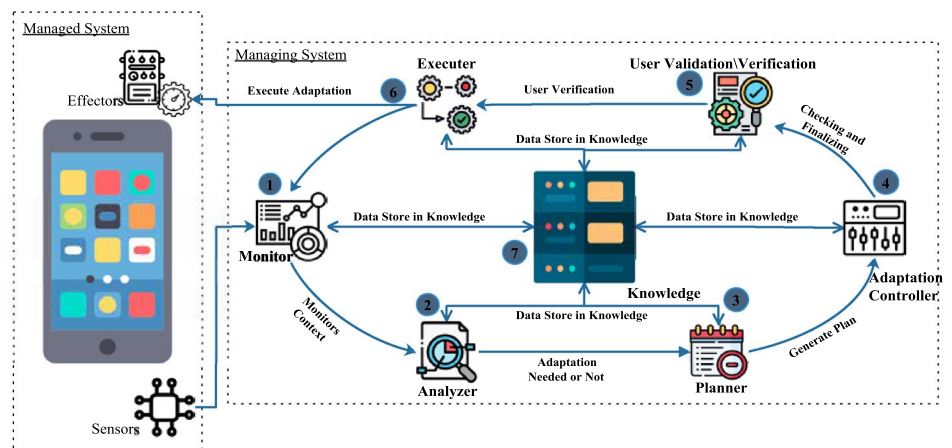 Managed System
Effectors
Sensors
Managing System
Executer
User Validation\Verification
6
5
Execute Adaptation
User Verification
Checking and
Finalizing
Data Store in Knowledge
1
4
Data Store in Knowledge
Data Store in Knowledge
Monitor
7
Adaptation
Controller
Knowledge
2
3
Monitors
Context
Data Store in Knowledge
Generate Plan
Adaptation
Needed or Not
Analyzer
Planner